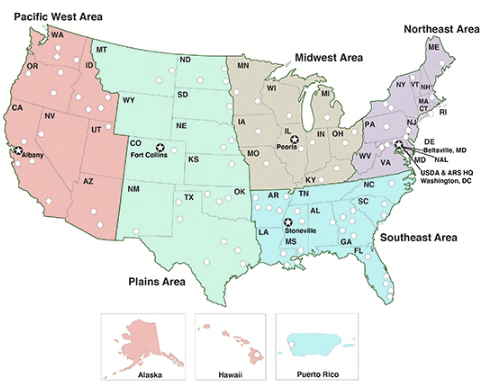 Pacific West Area
Northeast Area
Midwest Area
WA
MT
ND
MN
ME
OR
ID
WI
MI
NY
VT
NH
MA
CT
RI
WY
SD
IA
PA
NJ
CA
NV
UT
NE
IL
IN
OH
DE
Beltsville, MD
MD
NAL
Albany
CO
Fort Collins
KS
MO
Peoria
WV
VA
USDA & ARS HQ
Washington, DC
KY
AZ
NM
TX
OK
AR
TN
NC
SC
AL
Stoneville
LA
MS
GA
FL
Southeast Area
Plains Area
Alaska
Hawaii
Puerto Rico